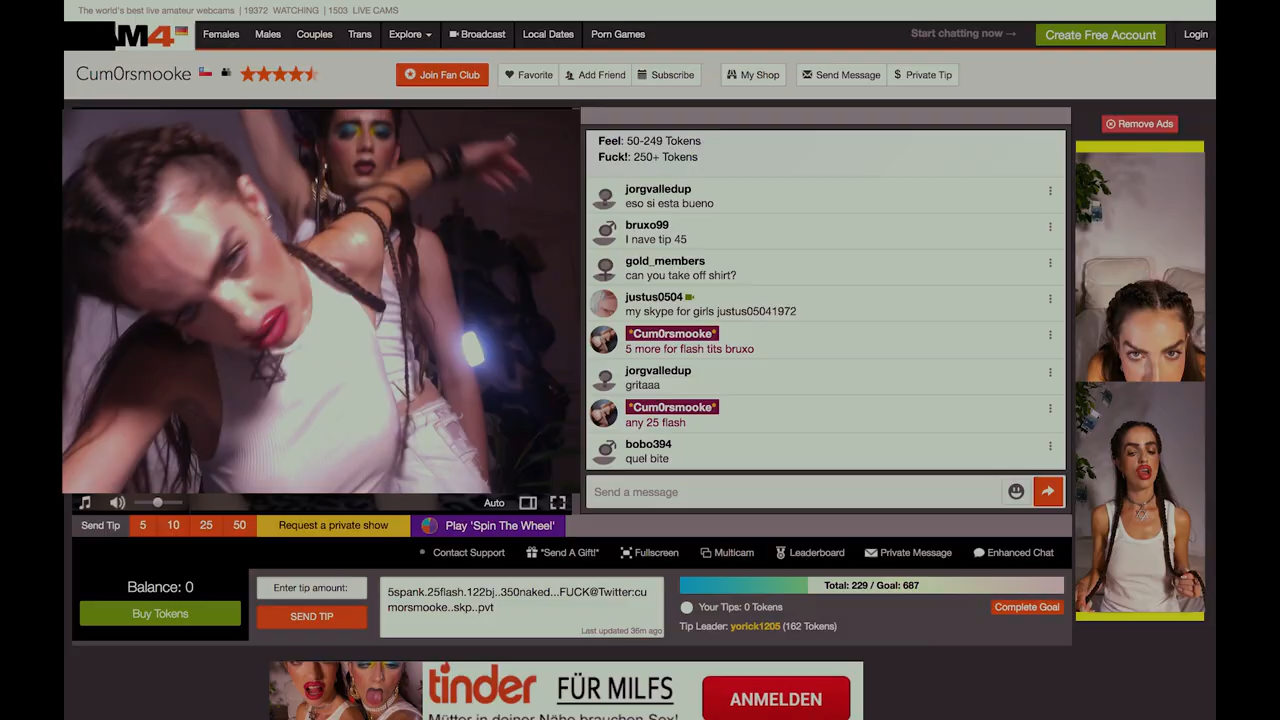 The world's best live amateur webcams | 19372 WATCHING | 1503 LIVE CAMS
AM4 Females Males Couples Trans Explore Broadcast Local Dates Porn Games Start chatting now → Create Free Account Login
Cum0rsmooke Join Fan Club Favorite Add Friend Subscribe My Shop Send Message $ Private Tip
Remove Ads
Feel: 50-249 Tokens
Fuck!: 250+ Tokens
jorgvalledup
eso si esta bueno
bruxo99
I nave tip 45
gold_members
can you take off shirt?
justus0504
my skype for girls justus05041972
*Cum0rsmooke*
5 more for flash tits bruxo
jorgvalledup
gritaaa
*Cum0rsmooke*
any 25 flash
bobo394
quel bite
Send a message
Auto
Send Tip 5 10 25 50 Request a private show Play 'Spin The Wheel'
Contact Support *Send A Gift!* Fullscreen Multicam Leaderboard Private Message Enhanced Chat
Balance: 0
Buy Tokens
Enter tip amount:
SEND TIP
5spank.25flash.122bj..350naked...FUCK@Twitter:cu
morsmooke..skp..pvt
Last updated 36m ago
Total: 229 / Goal: 687
Your Tips: 0 Tokens Complete Goal
Tip Leader: yorick1205 (162 Tokens)
tinder FÜR MILFS ANMELDEN
Mütter in deiner Nähe brauchen Sex!